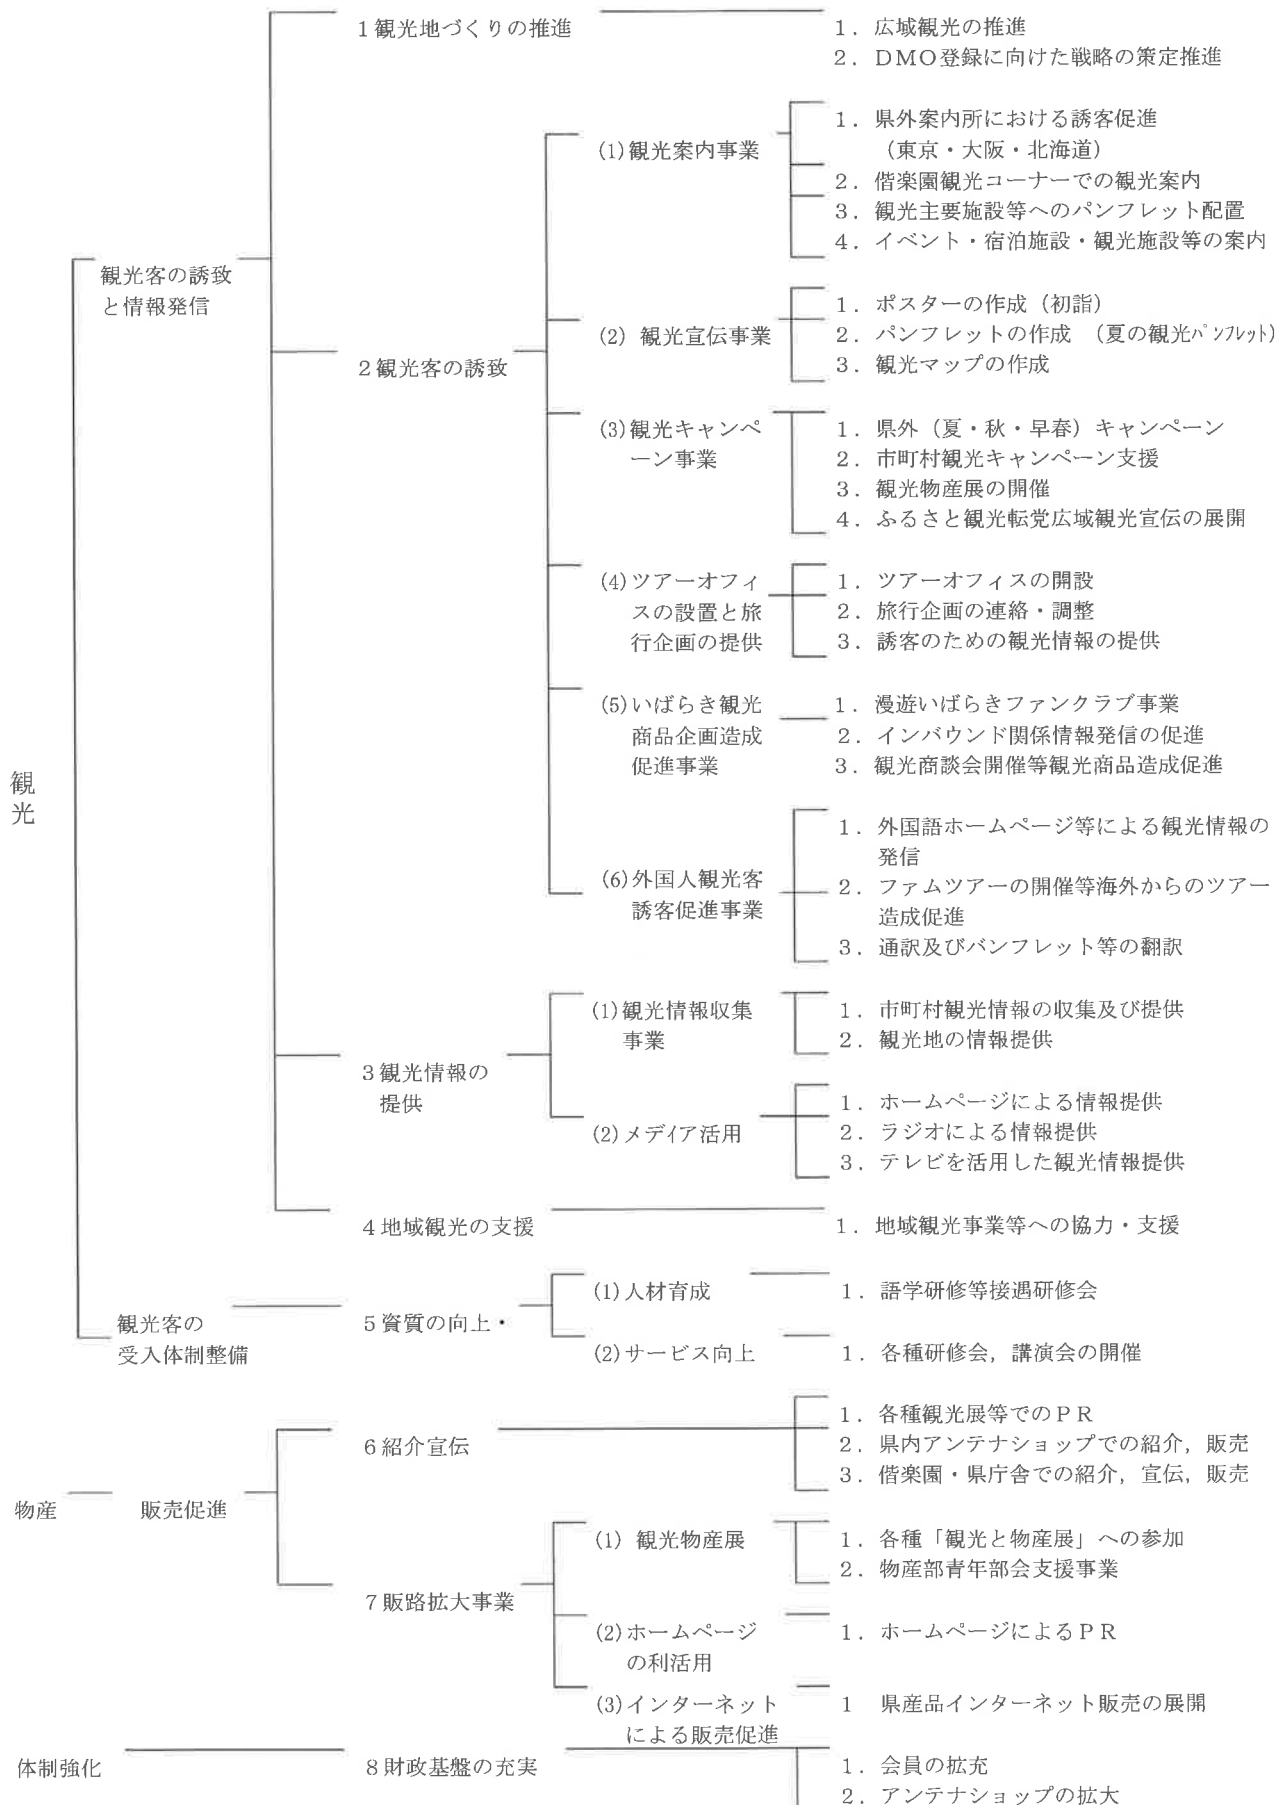 1観光地づくりの推進
1．広域観光の推進
2．DMO登録に向けた戦略の策定推進
(1)観光案内事業
1．県外案内所における誘客促進
（東京・大阪・北海道）
2．偕楽園観光コーナーでの観光案内
3．観光主要施設等へのパンフレット配置
4．イベント・宿泊施設・観光施設等の案内
観光客の誘致
と情報発信
2観光客の誘致
(2) 観光宣伝事業
1．ポスターの作成（初詣）
2．パンフレットの作成 （夏の観光パンフレット）
3．観光マップの作成
(3)観光キャンペ
ーン事業
1．県外（夏・秋・早春）キャンペーン
2．市町村観光キャンペーン支援
3．観光物産展の開催
4．ふるさと観光転党広域観光宣伝の展開
(4)ツアーオフィ
スの設置と旅
行企画の提供
1．ツアーオフィスの開設
2．旅行企画の連絡・調整
3．誘客のための観光情報の提供
(5)いばらき観光
商品企画造成
促進事業
1．漫遊いばらきファンクラブ事業
2．インバウンド関係情報発信の促進
3．観光商談会開催等観光商品造成促進
観光
(6)外国人観光客
誘客促進事業
1．外国語ホームページ等による観光情報の
発信
2．ファムツアーの開催等海外からのツアー
造成促進
3．通訳及びバンフレット等の翻訳
3観光情報の
提供
(1)観光情報収集
事業
1．市町村観光情報の収集及び提供
2．観光地の情報提供
(2)メディア活用
1．ホームページによる情報提供
2．ラジオによる情報提供
3．テレビを活用した観光情報提供
4地域観光の支援
1．地域観光事業等への協力・支援
観光客の
受入体制整備
5資質の向上・
(1)人材育成
1．語学研修等接遇研修会
(2)サービス向上
1．各種研修会，講演会の開催
物産
販売促進
6紹介宣伝
1．各種観光展等でのPR
2．県内アンテナショップでの紹介，販売
3．偕楽園・県庁舎での紹介，宣伝，販売
7販路拡大事業
(1) 観光物産展
1．各種「観光と物産展」への参加
2．物産部青年部会支援事業
(2)ホームページ
の利活用
1．ホームページによるPR
(3)インターネット
による販売促進
1 県産品インターネット販売の展開
体制強化
8財政基盤の充実
1．会員の拡充
2．アンテナショップの拡大